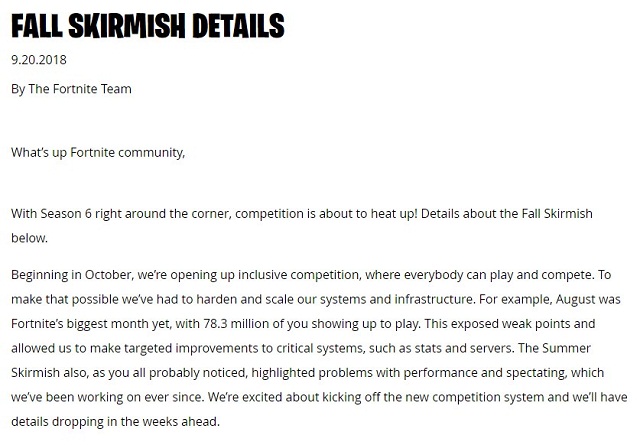 FALL SKIRMISH DETAILS
9.20.2018
By The Fortnite Team
What's up Fortnite community,
With Season 6 right around the corner, competition is about to heat up! Details about the Fall Skirmish
below.
Beginning in October, we're opening up inclusive competition, where everybody can play and compete. To
make that possible we've had to harden and scale our systems and infrastructure. For example, August was
Fortnite's biggest month yet, with 78.3 million of you showing up to play. This exposed weak points and
allowed us to make targeted improvements to critical systems, such as stats and servers. The Summer
Skirmish also, as you all probably noticed, highlighted problems with performance and spectating, which
we've been working on ever since. We're excited about kicking off the new competition system and we'll have
details dropping in the weeks ahead.